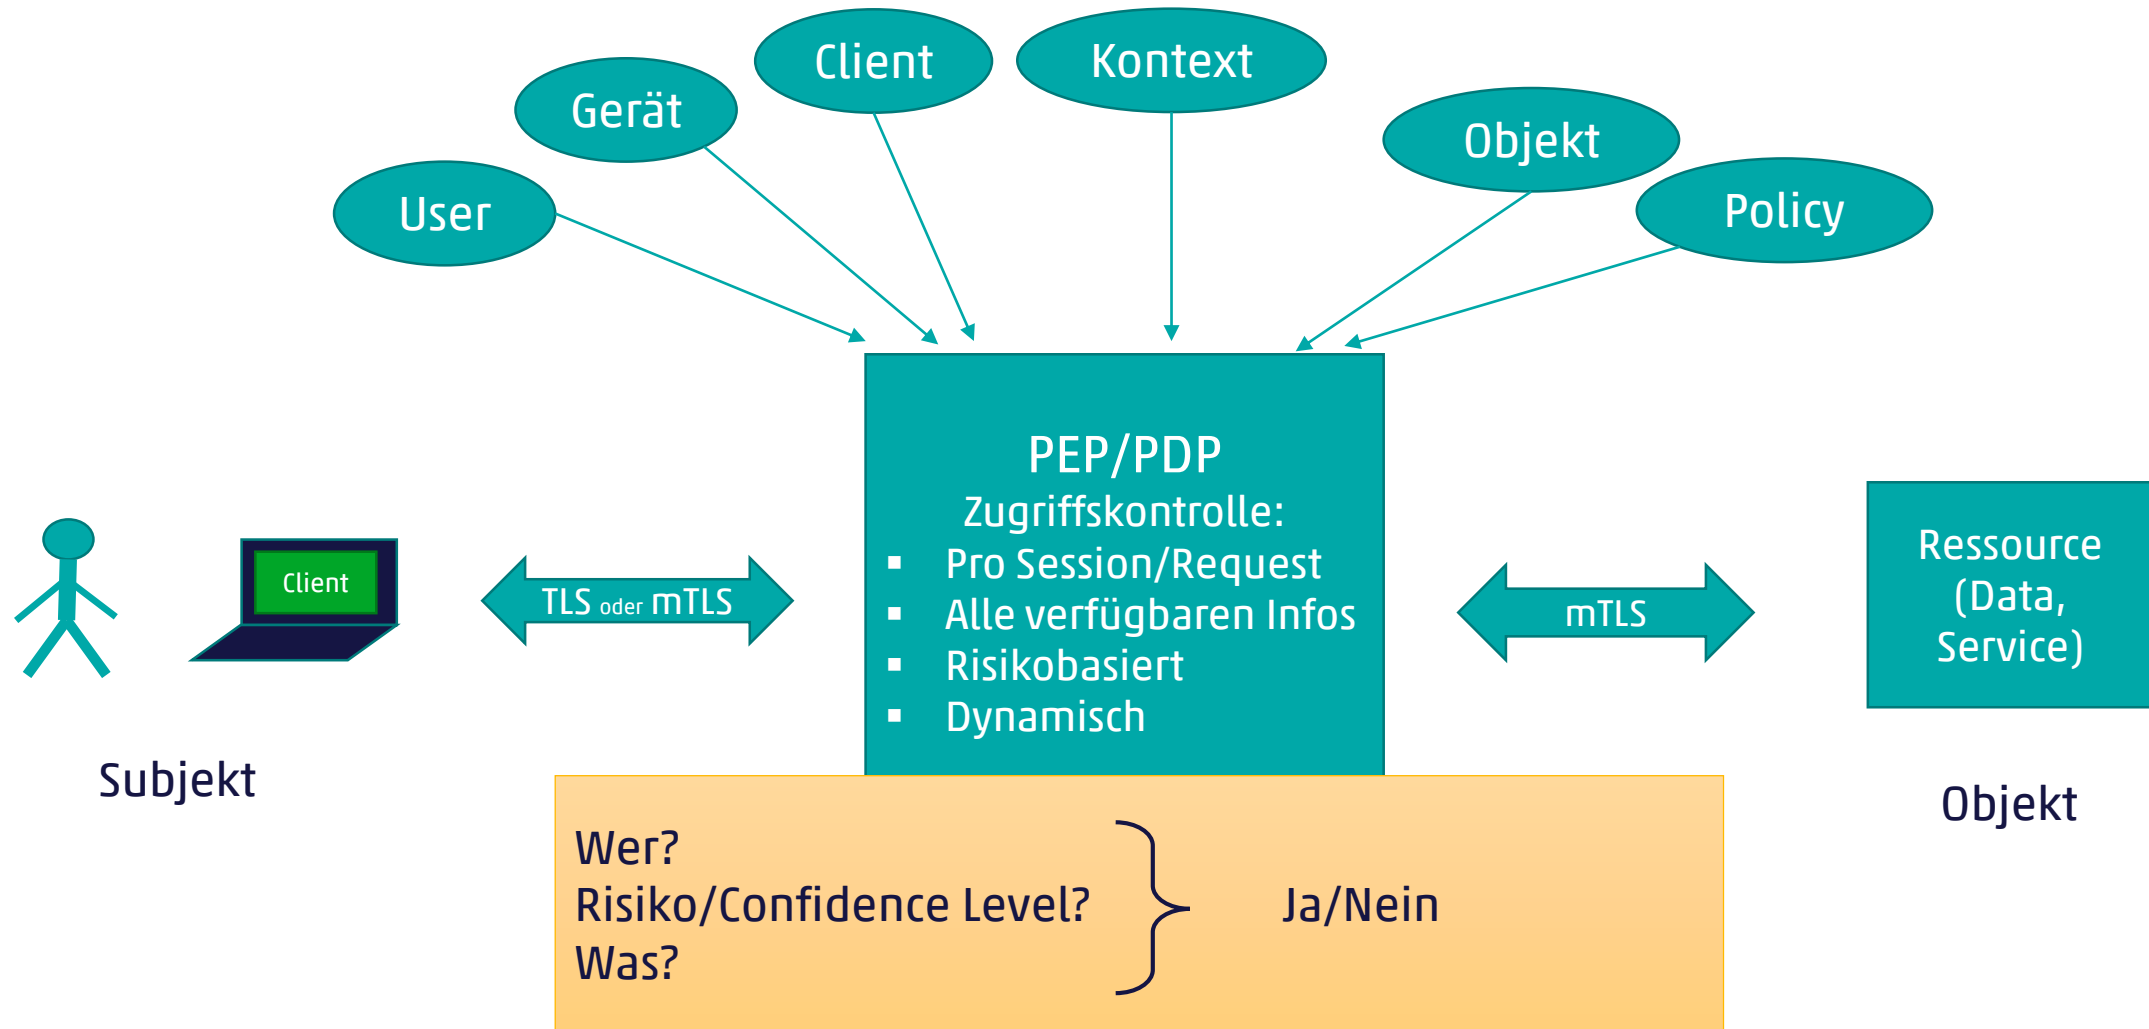 Client
Kontext
Gerät
Objekt
User
Policy
PEP/PDP
Zugriffskontrolle:
▪ Pro Session/Request
▪ Alle verfügbaren Infos
▪ Risikobasiert
▪ Dynamisch
Client
TLS oder mTLS
mTLS
Ressource
(Data,
Service)
Subjekt
Objekt
Wer?
Risiko/Confidence Level?
Was?
Ja/Nein